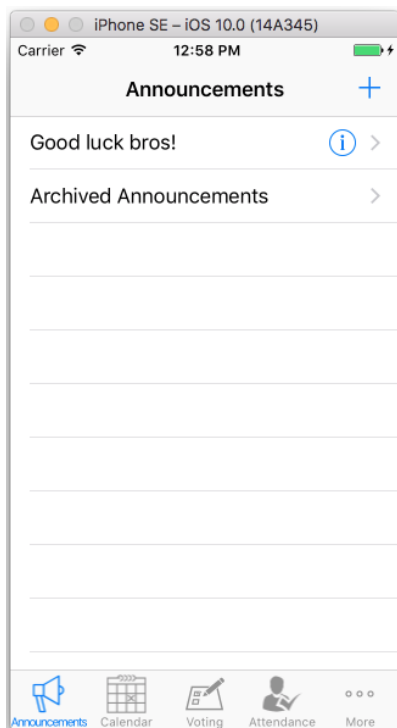 iPhone SE – iOS 10.0 (14A345)
Carrier 12:58 PM
Announcements +
Good luck bros! i
Archived Announcements
Announcements Calendar Voting Attendance More